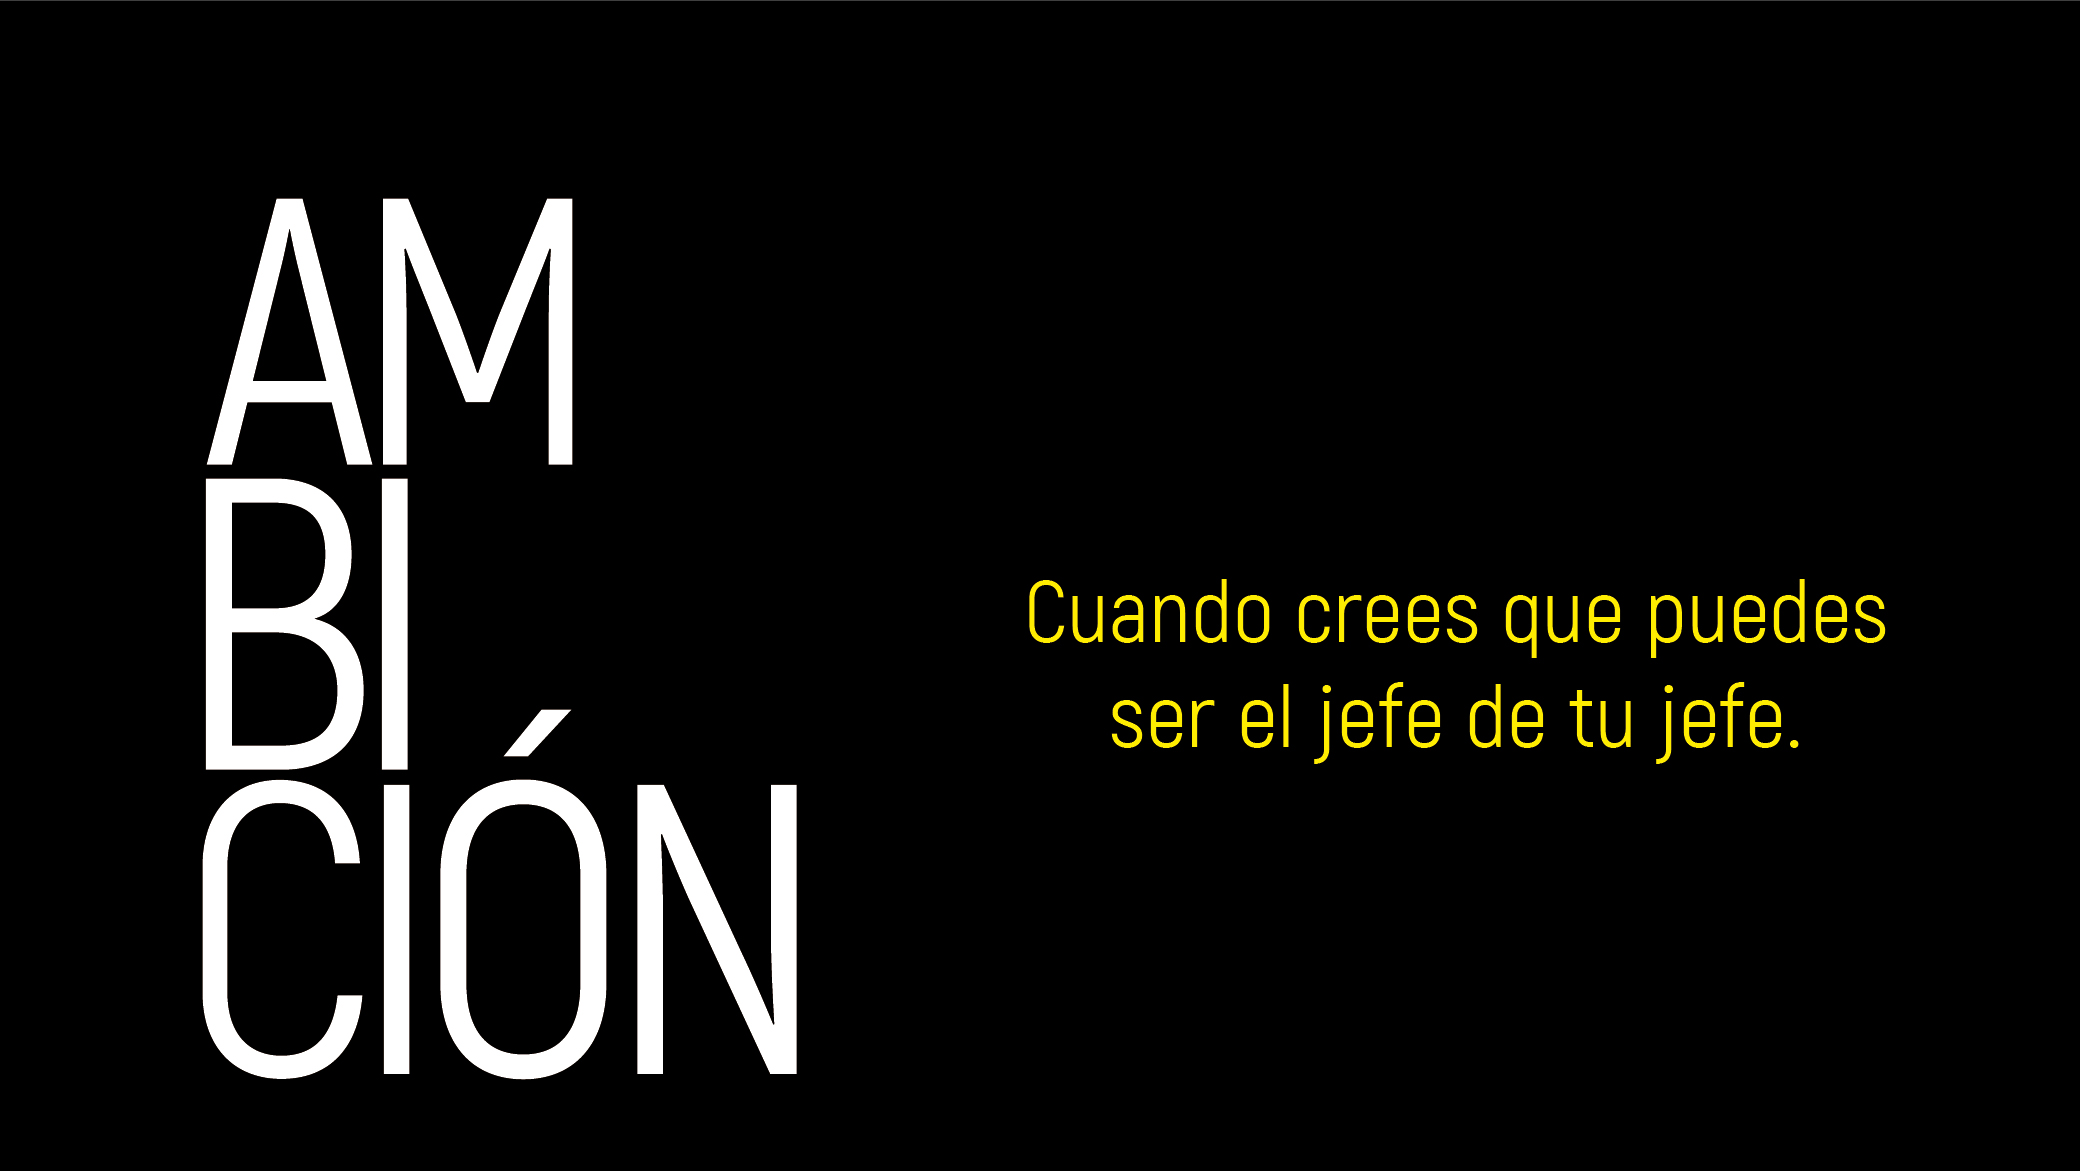 AM
BI
CIÓN
Cuando crees que puedes
ser el jefe de tu jefe.